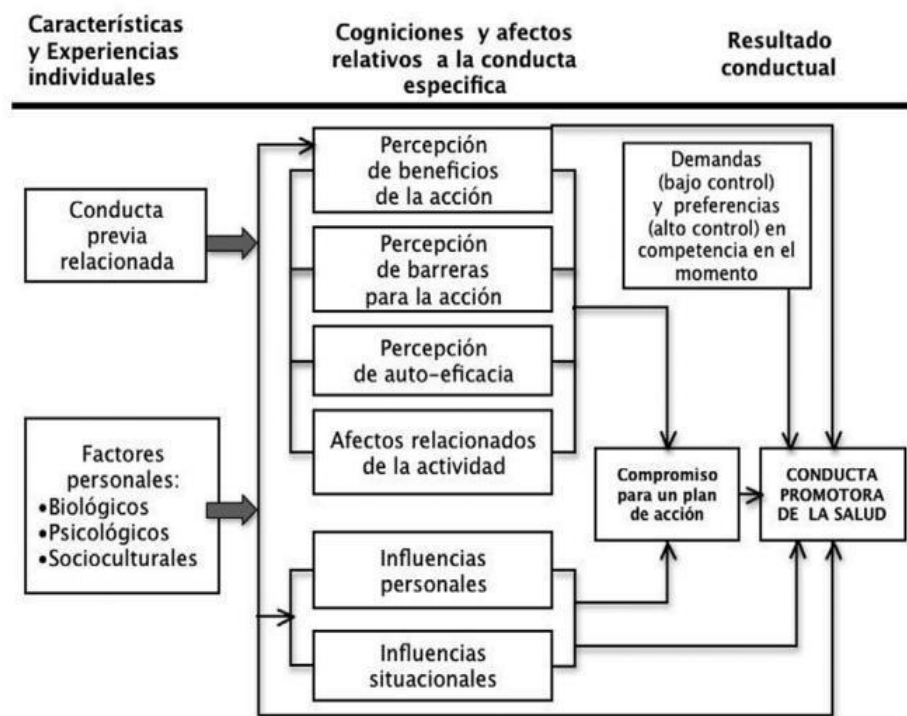 Características
y Experiencias
individuales
Cogniciones y afectos
relativos a la conducta
especifica
Resultado
conductual
Conducta
previa
relacionada
Factores
personales:
•Biológicos
•Psicológicos
•Socioculturales
Percepción
de beneficios
de la acción
Percepción
de barreras
para la acción
Percepción
de auto-eficacia
Afectos relacionados
de la actividad
Influencias
personales
Influencias
situacionales
Demandas
(bajo control)
y preferencias
(alto control) en
competencia en el
momento
Compromiso
para un plan
de acción
CONDUCTA
PROMOTORA
DE LA SALUD